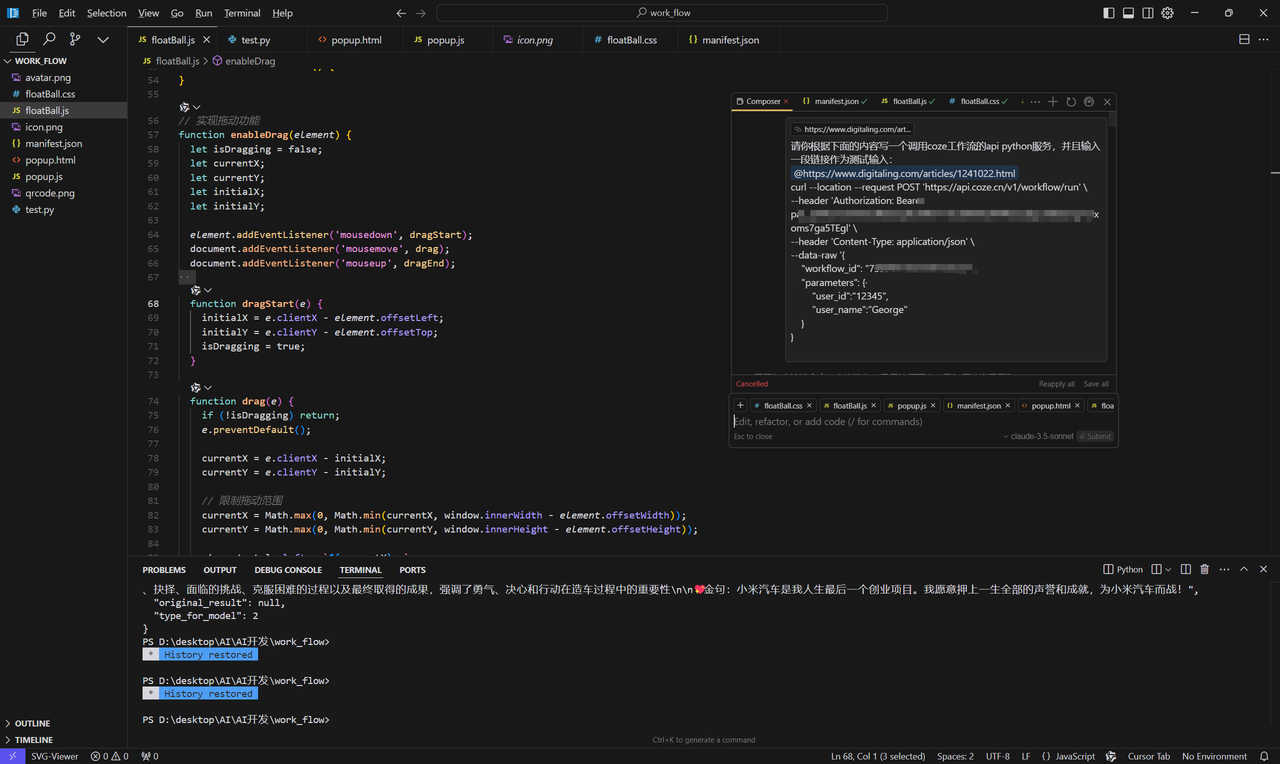 File Edit Selection View Go Run Terminal Help
work_flow
floatBall.js
test.py
popup.html
popup.js
icon.png
floatBall.css
manifest.json
WORK_FLOW
avatar.png
floatBall.css
floatBall.js
icon.png
manifest.json
popup.html
popup.js
qrcode.png
test.py
OUTLINE
TIMELINE
floatBall.js > enableDrag
54 }
55
56 // 实现拖动功能
57 function enableDrag(element) {
58 let isDragging = false;
59 let currentX;
60 let currentY;
61 let initialX;
62 let initialY;
63
64 element.addEventListener('mousedown', dragStart);
65 document.addEventListener('mousemove', drag);
66 document.addEventListener('mouseup', dragEnd);
67
68 function dragStart(e) {
69 initialX = e.clientX - element.offsetLeft;
70 initialY = e.clientY - element.offsetTop;
71 isDragging = true;
72 }
73
74 function drag(e) {
75 if (!isDragging) return;
76 e.preventDefault();
77
78 currentX = e.clientX - initialX;
79 currentY = e.clientY - initialY;
80
81 // 限制拖动范围
82 currentX = Math.max(0, Math.min(currentX, window.innerWidth - element.offsetWidth));
83 currentY = Math.max(0, Math.min(currentY, window.innerHeight - element.offsetHeight));
84
Composer
manifest.json
floatBall.js
floatBall.css
https://www.digitaling.com/art...
请你根据下面的内容写一个调用coze工作流的api python服务，并且输入
一段链接作为测试输入：
@https://www.digitaling.com/articles/1241022.html
curl --location --request POST 'https://api.coze.cn/v1/workflow/run' \
--header 'Authorization: Bearer
oms7ga5TEgl' \
--header 'Content-Type: application/json' \
--data-raw '{
"workflow_id": "7
"parameters": {
"user_id":"12345",
"user_name":"George"
}
}
Cancelled
Reapply all Save all
+ floatBall.css floatBall.js popup.js manifest.json popup.html floa
Edit, refactor, or add code (/ for commands)
Esc to close
claude-3.5-sonnet
Submit
PROBLEMS OUTPUT DEBUG CONSOLE TERMINAL PORTS
Python
、抉择、面临的挑战、克服困难的过程以及最终取得的成果，强调了勇气、决心和行动在造车过程中的重要性\n\n❤️金句：小米汽车是我人生最后一个创业项目。我愿意押上一生全部的声誉和成就，为小米汽车而战！",
"original_result": null,
"type_for_model": 2
}
PS D:\desktop\AI\AI开发\work_flow>
* History restored
PS D:\desktop\AI\AI开发\work_flow>
* History restored
PS D:\desktop\AI\AI开发\work_flow>
Ctrl+K to generate a command
SVG-Viewer 0 0 0
Ln 68, Col 1 (3 selected) Spaces: 2 UTF-8 LF {} JavaScript Cursor Tab No Environment